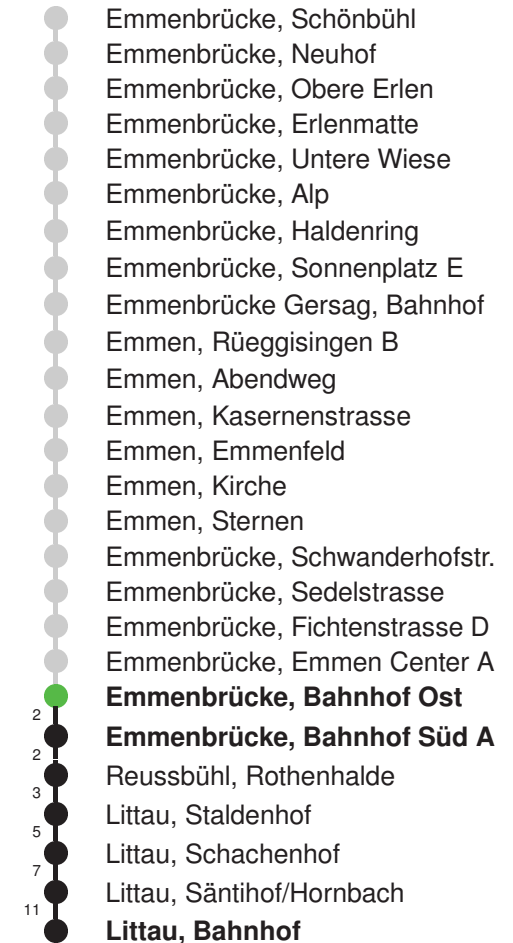 Emmenbrücke, Schönbühl
Emmenbrücke, Neuhof
Emmenbrücke, Obere Erlen
Emmenbrücke, Erlenmatte
Emmenbrücke, Untere Wiese
Emmenbrücke, Alp
Emmenbrücke, Haldenring
Emmenbrücke, Sonnenplatz E
Emmenbrücke Gersag, Bahnhof
Emmen, Rüeggisingen B
Emmen, Abendweg
Emmen, Kasernenstrasse
Emmen, Emmenfeld
Emmen, Kirche
Emmen, Sternen
Emmenbrücke, Schwanderhofstr.
Emmenbrücke, Sedelstrasse
Emmenbrücke, Fichtenstrasse D
Emmenbrücke, Emmen Center A
Emmenbrücke, Bahnhof Ost
2
Emmenbrücke, Bahnhof Süd A
2
Reussbühl, Rothenhalde
3
Littau, Staldenhof
5
Littau, Schachenhof
7
Littau, Säntihof/Hornbach
11
Littau, Bahnhof